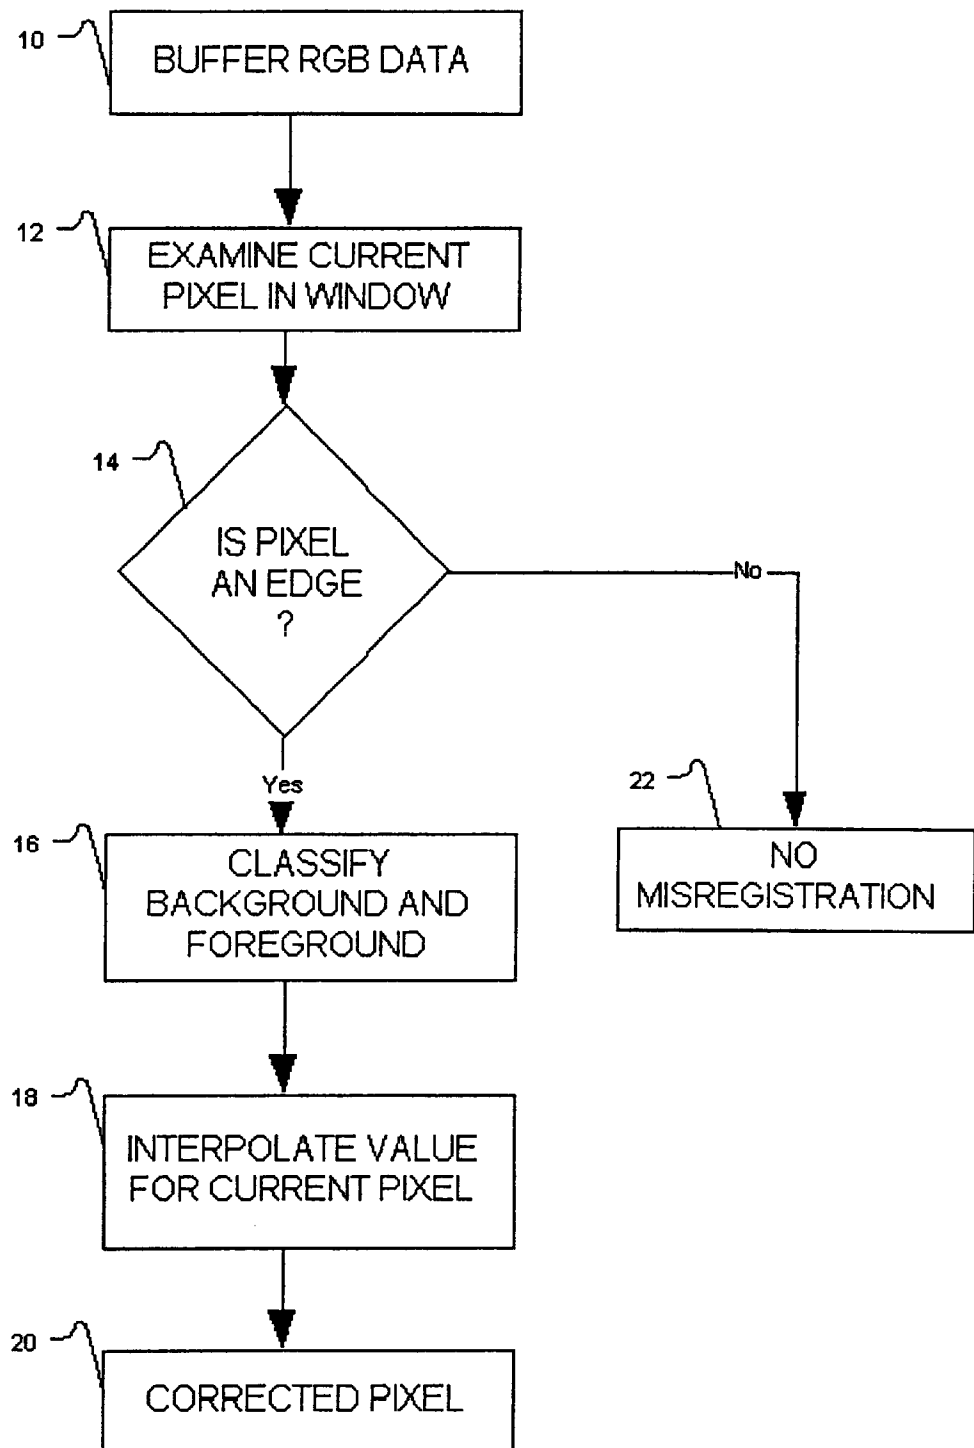 10
BUFFER RGB DATA
12
EXAMINE CURRENT
PIXEL IN WINDOW
14
IS PIXEL
AN EDGE
?
No
Yes
22
NO
MISREGISTRATION
16
CLASSIFY
BACKGROUND AND
FOREGROUND
18
INTERPOLATE VALUE
FOR CURRENT PIXEL
20
CORRECTED PIXEL